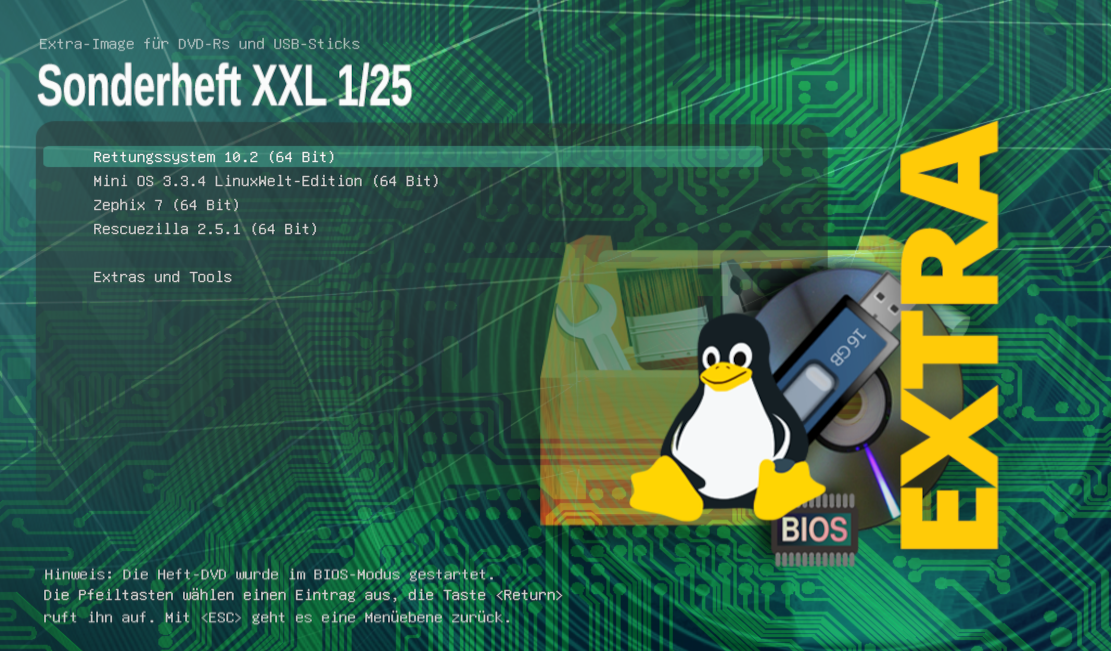 Extra-Image für DVD-Rs und USB-Sticks
Sonderheft XXL 1/25
Rettungssystem 10.2 (64 Bit)
Mini OS 3.3.4 LinuxWelt-Edition (64 Bit)
Zephix 7 (64 Bit)
Rescuezilla 2.5.1 (64 Bit)
Extras und Tools
16 GB
BIOS
EXTRA
Hinweis: Die Heft-DVD wurde im BIOS-Modus gestartet.
Die Pfeiltasten wählen einen Eintrag aus, die Taste <Return>
ruft ihn auf. Mit <ESC> geht es eine Menüebene zurück.